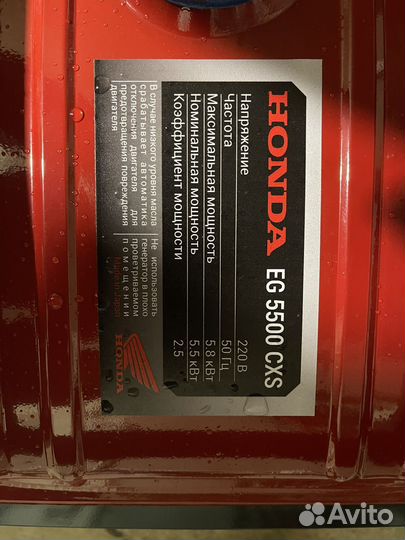 HONDA EG 5500 CXS
Напряжение 220 В
Частота 50 Гц
Максимальная мощность 5.8 кВт
Номинальная мощность 5.5 кВт
Коэффициент мощности 2.5
В случае низкого уровня масла
срабатывает автоматика
отключения двигателя для
предотвращения повреждения
двигателя
Не использовать
генератор в плохо
проветриваемом
помещении
HONDA
Avito